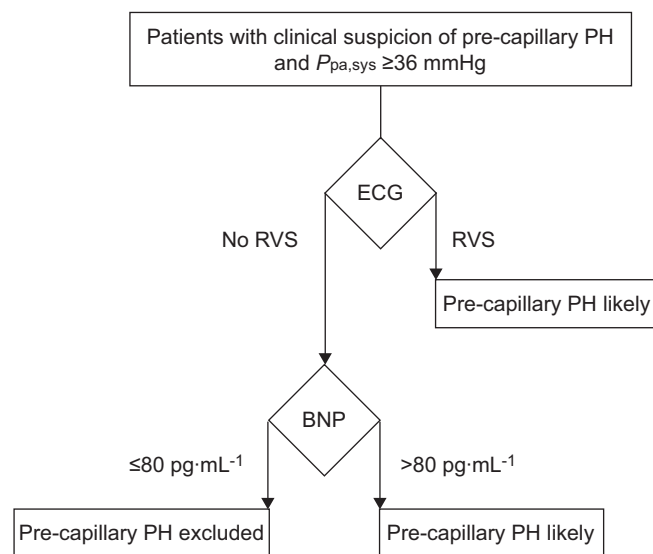 Patients with clinical suspicion of pre-capillary PH
and Ppa,sys ≥36 mmHg
ECG
No RVS
RVS
Pre-capillary PH likely
BNP
≤80 pg·mL-1
>80 pg·mL-1
Pre-capillary PH excluded
Pre-capillary PH likely